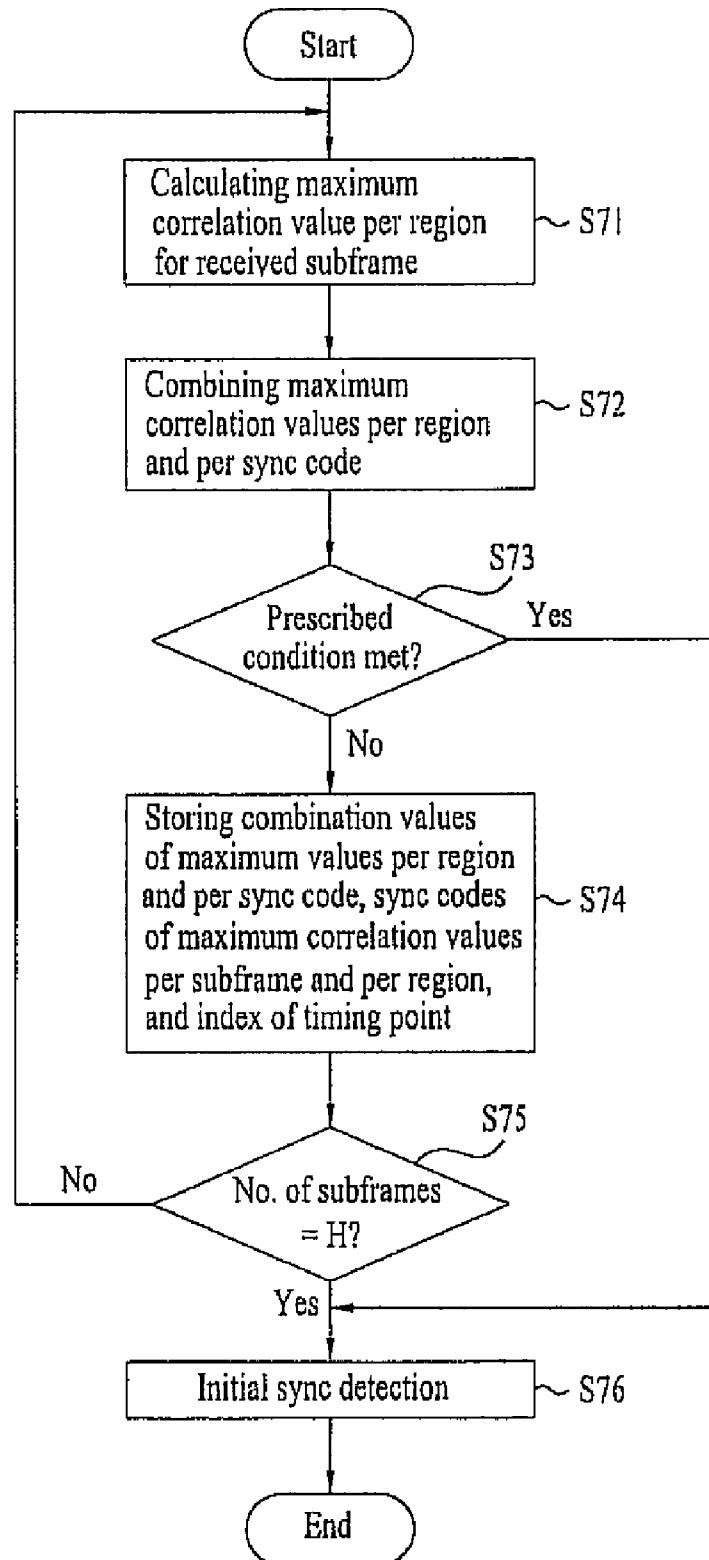 Start
Calculating maximum
correlation value per region
for received subframe
S71
Combining maximum
correlation values per region
and per sync code
S72
S73
Prescribed
condition met?
Yes
No
Storing combination values
of maximum values per region
and per sync code, sync codes
of maximum correlation values
per subframe and per region,
and index of timing point
S74
S75
No
No. of subframes
= H?
Yes
Initial sync detection
S76
End